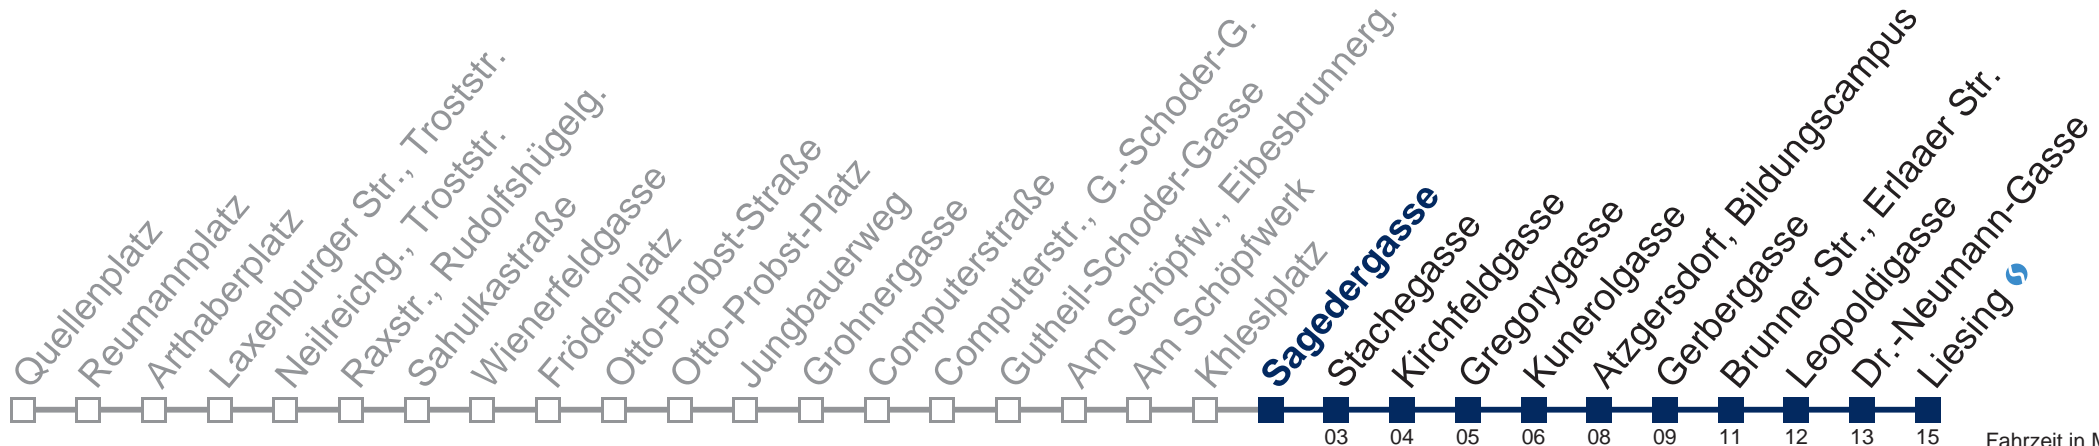 Quellenplatz
Reumannplatz
Arthaberplatz
Laxenburger Str., Troststr.
Neilreichg., Troststr.
Raxstr., Rudolfshügelg.
Sahulkastraße
Wienerfeldgasse
Frödenplatz
Otto-Probst-Straße
Otto-Probst-Platz
Jungbauerweg
Grohnergasse
Computerstraße
Computerstr., G.-Schoder-G.
Gutheil-Schoder-Gasse
Am Schöpfw., Eibesbrunnerg.
Am Schöpfwerk
Khleslplatz
Sagedergasse
Stachegasse
Kirchfeldgasse
Gregorygasse
Kunerolgasse
Atzgersdorf, Bildungscampus
Gerbergasse
Brunner Str., Erlaaer Str.
Leopoldigasse
Dr.-Neumann-Gasse
Liesing
03 04 05 06 08 09 11 12 13 15
Fahrzeit in